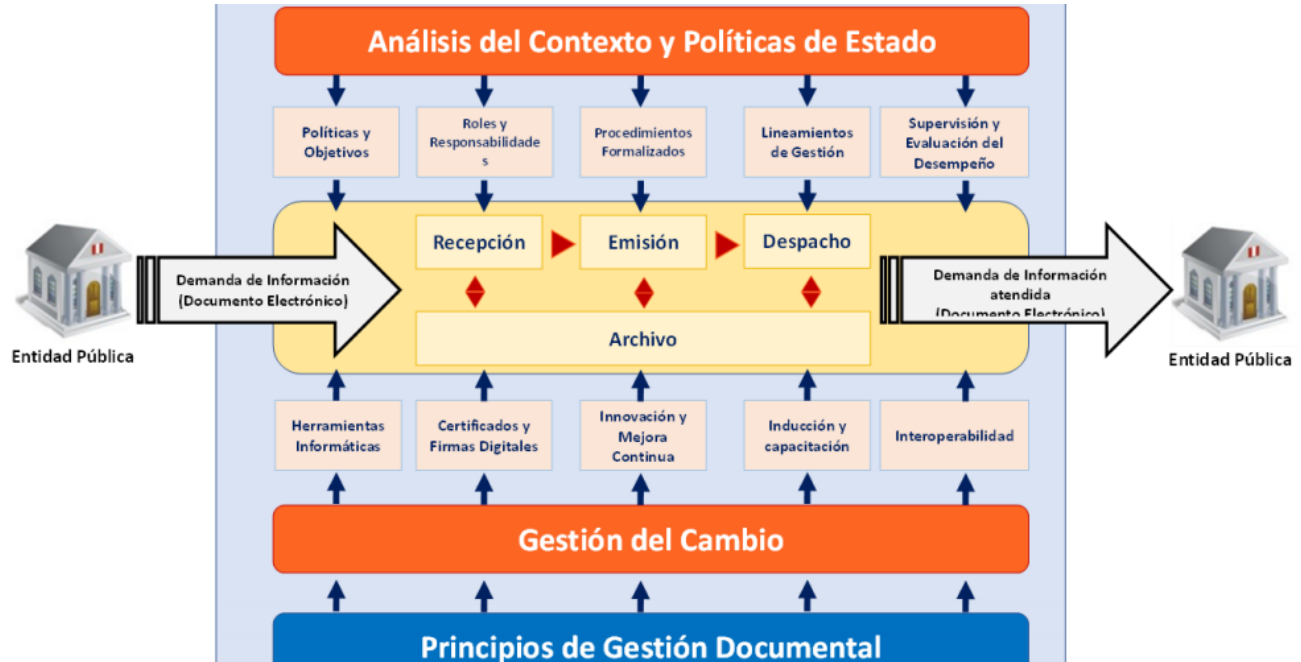 Análisis del Contexto y Políticas de Estado
Políticas y
Objetivos
Roles y
Responsabilidade
s
Procedimientos
Formalizados
Lineamientos
de Gestión
Supervisión y
Evaluación del
Desempeño
Recepción
Emisión
Despacho
Demanda de Información
(Documento Electrónico)
Demanda de Información
atendida
(Documento Electrónico)
Archivo
Entidad Pública
Entidad Pública
Herramientas
Informáticas
Certificados y
Firmas Digitales
Innovación y
Mejora
Continua
Inducción y
capacitación
Interoperabilidad
Gestión del Cambio
Principios de Gestión Documental